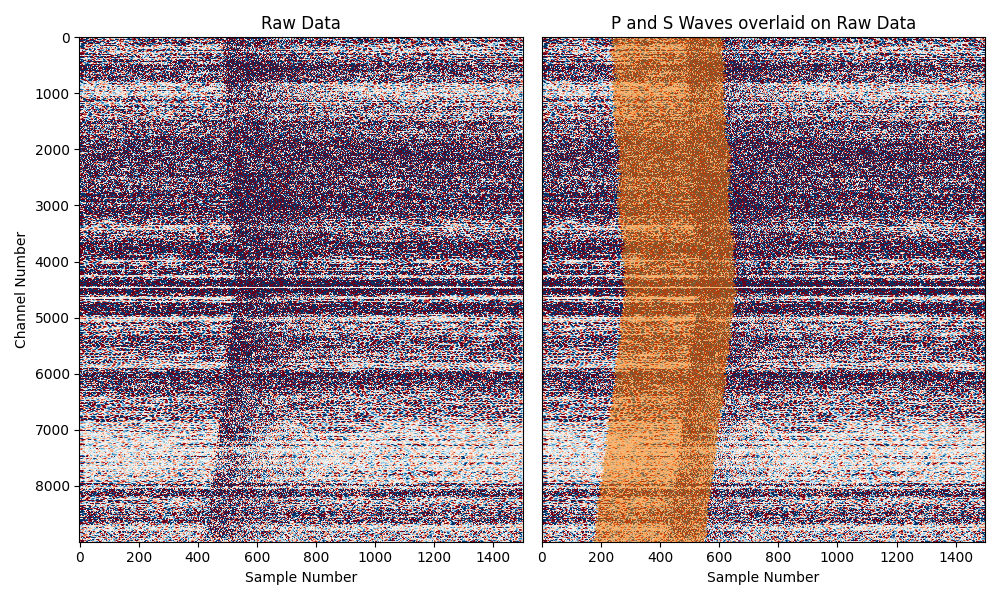 Raw Data
P and S Waves overlaid on Raw Data
Channel Number
0
1000
2000
3000
4000
5000
6000
7000
8000
0 200 400 600 800 1000 1200 1400
0 200 400 600 800 1000 1200 1400
Sample Number
Sample Number